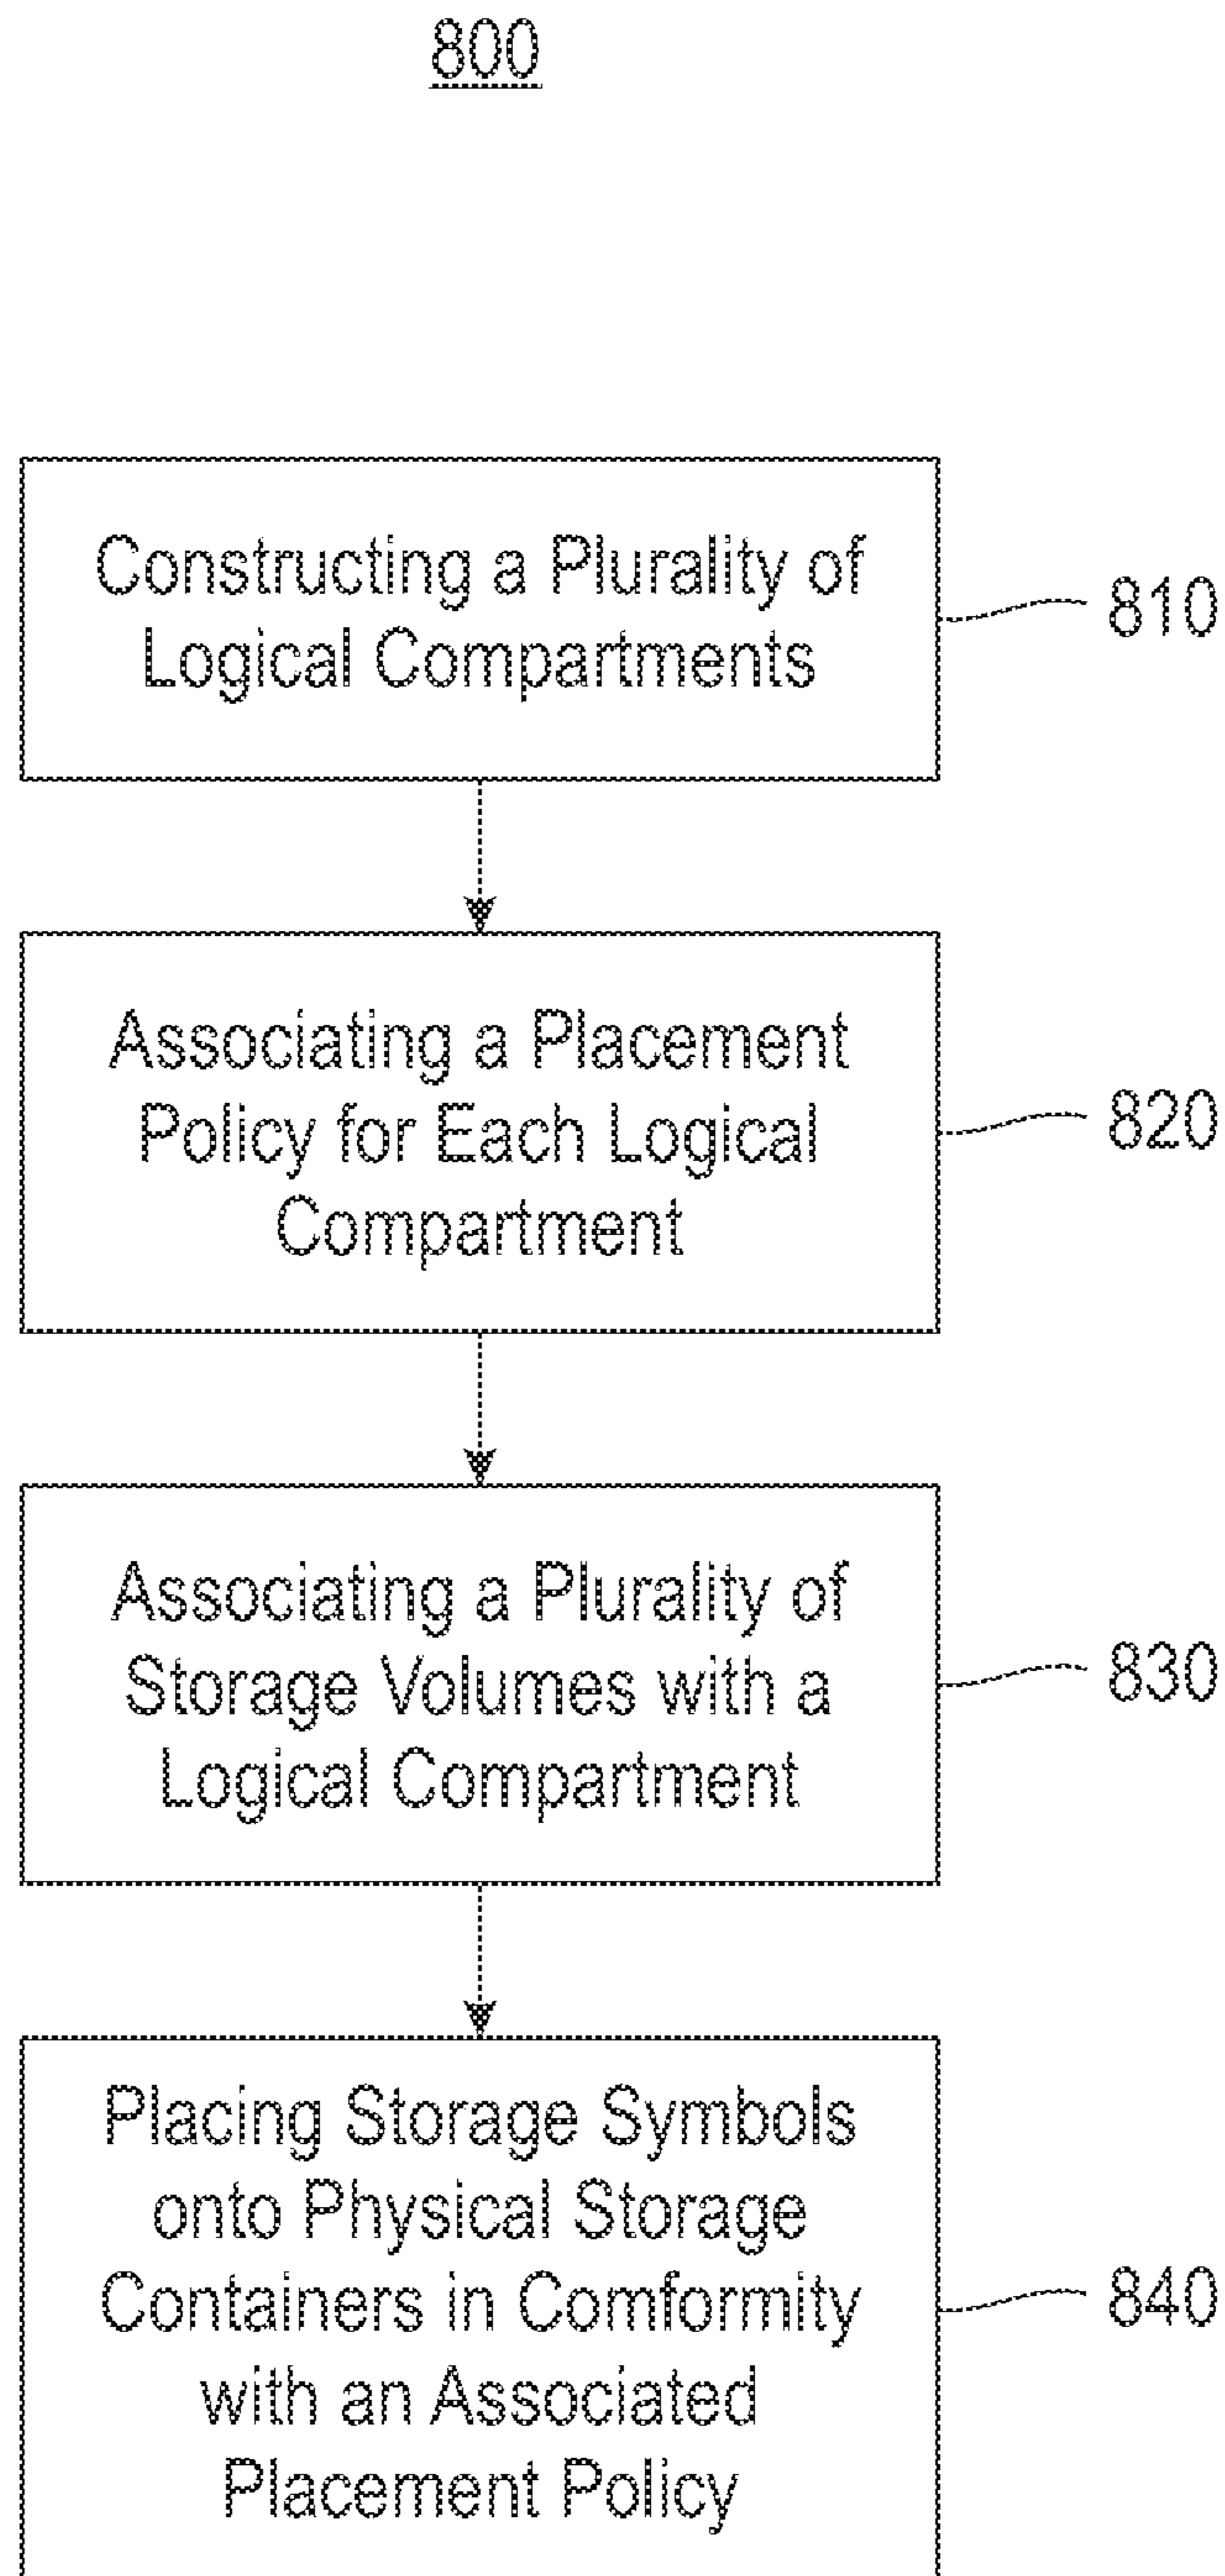 800
Constructing a Plurality of
Logical Compartments
810
Associating a Placement
Policy for Each Logical
Compartment
820
Associating a Plurality of
Storage Volumes with a
Logical Compartment
830
Placing Storage Symbols
onto Physical Storage
Containers in Comformity
with an Associated
Placement Policy
840